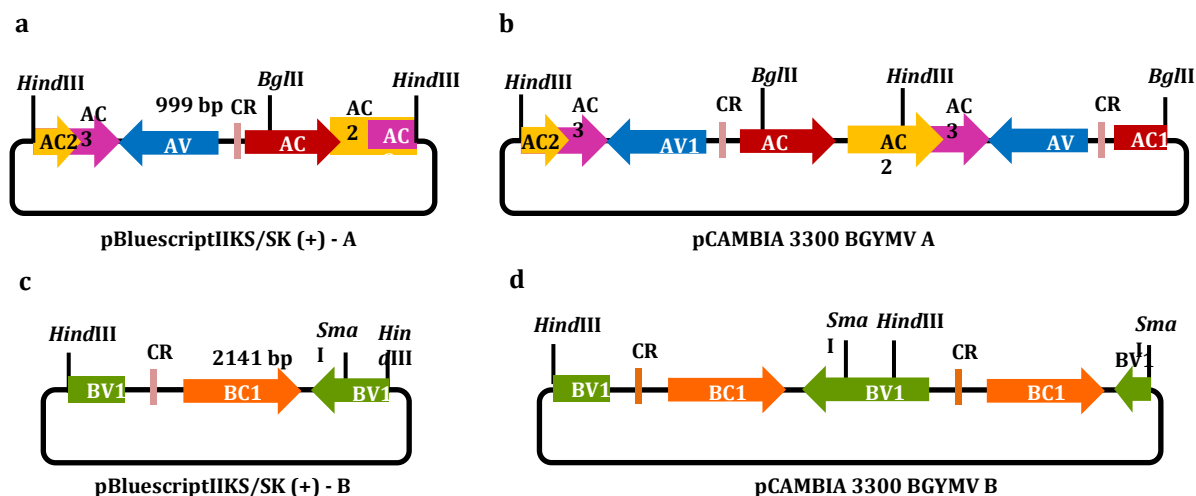 a
HindIII
BglII
HindIII
999 bp
CR
AC
3
AC
2
AC2
AV
AC
AC
pBluescriptIIKS/SK (+) - A
b
HindIII
BglII
HindIII
BglII
AC
3
CR
AC
3
CR
AC2
AV1
AC
AC
2
AV
AC1
pCAMBIA 3300 BGYMV A
c
HindIII
CR
2141 bp
Sma
I
Hin
dIII
BV1
BC1
BV1
pBluescriptIIKS/SK (+) - B
d
HindIII
CR
Sma
I
HindIII
CR
Sma
I
BV1
BV1
BC1
BV1
BC1
pCAMBIA 3300 BGYMV B